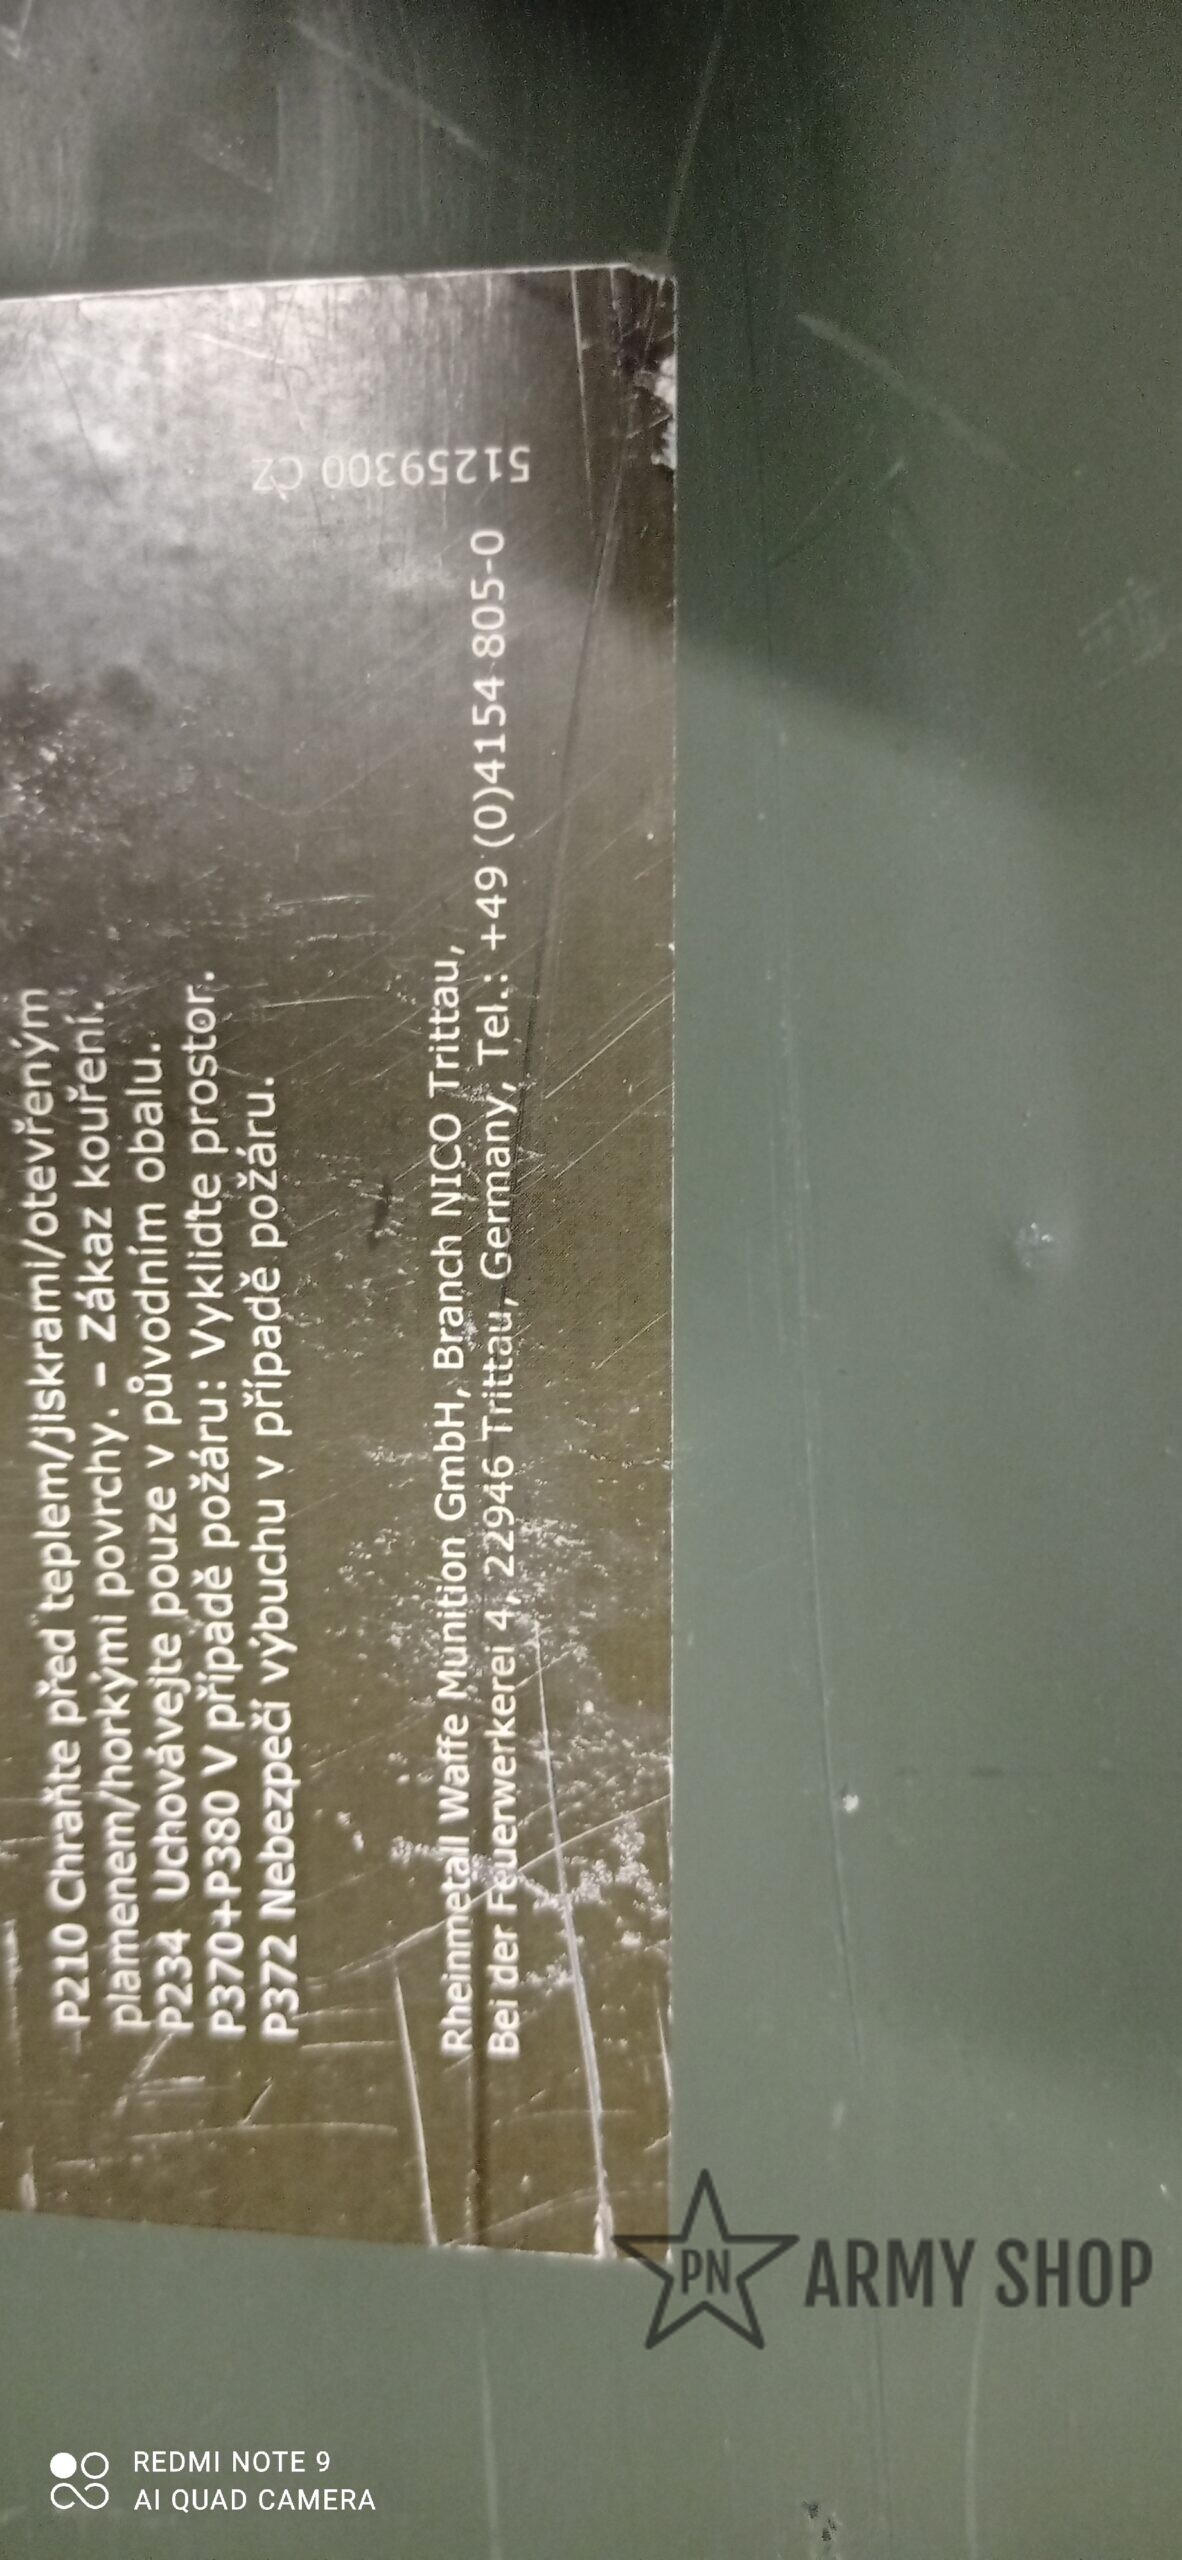 P210 Chraňte před teplem/jiskrami/otevřeným
plamenem/horkými povrchy. – Zákaz kouření.
P234 Uchovávejte pouze v původním obalu.
P370+P380 V případě požáru: Vykliďte prostor.
P372 Nebezpečí výbuchu v případě požáru.
Rheinmetall Waffe Munition GmbH, Branch NICO Trittau,
Bei der Feuerwerkerei 4, 22946 Trittau, Germany, Tel.: +49 (0)4154 805-0
51259300 CZ
PN ARMY SHOP
REDMI NOTE 9
AI QUAD CAMERA